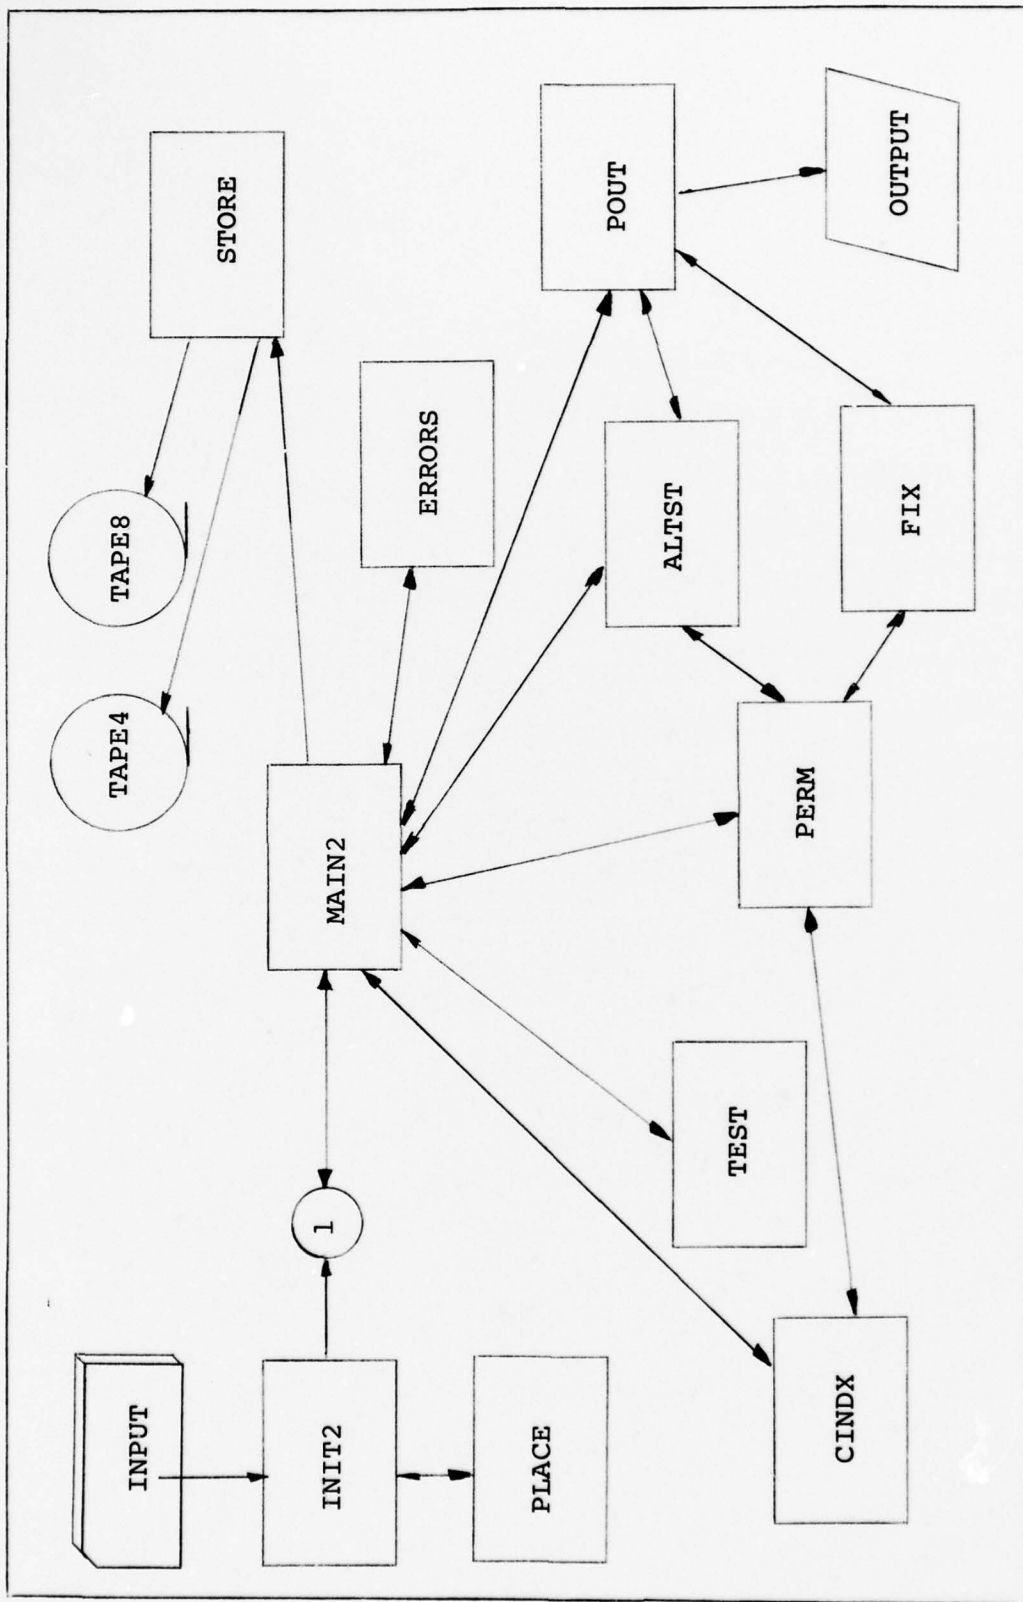 INPUT
TAPE4
TAPE8
STORE
INIT2
1
MAIN2
ERRORS
PLACE
POUT
TEST
ALTST
CINDX
PERM
FIX
OUTPUT